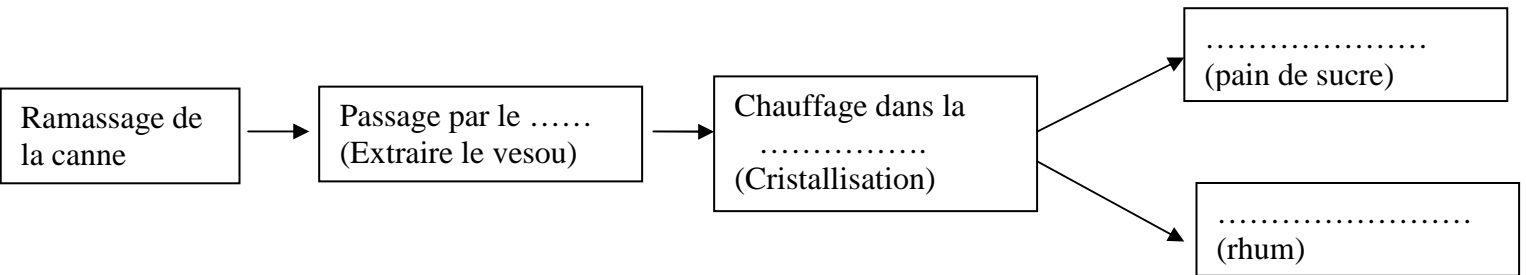 Ramassage de
la canne
Passage par le ……
(Extraire le vesou)
Chauffage dans la
…………….
(Cristallisation)
…………………
(pain de sucre)
……………………
(rhum)